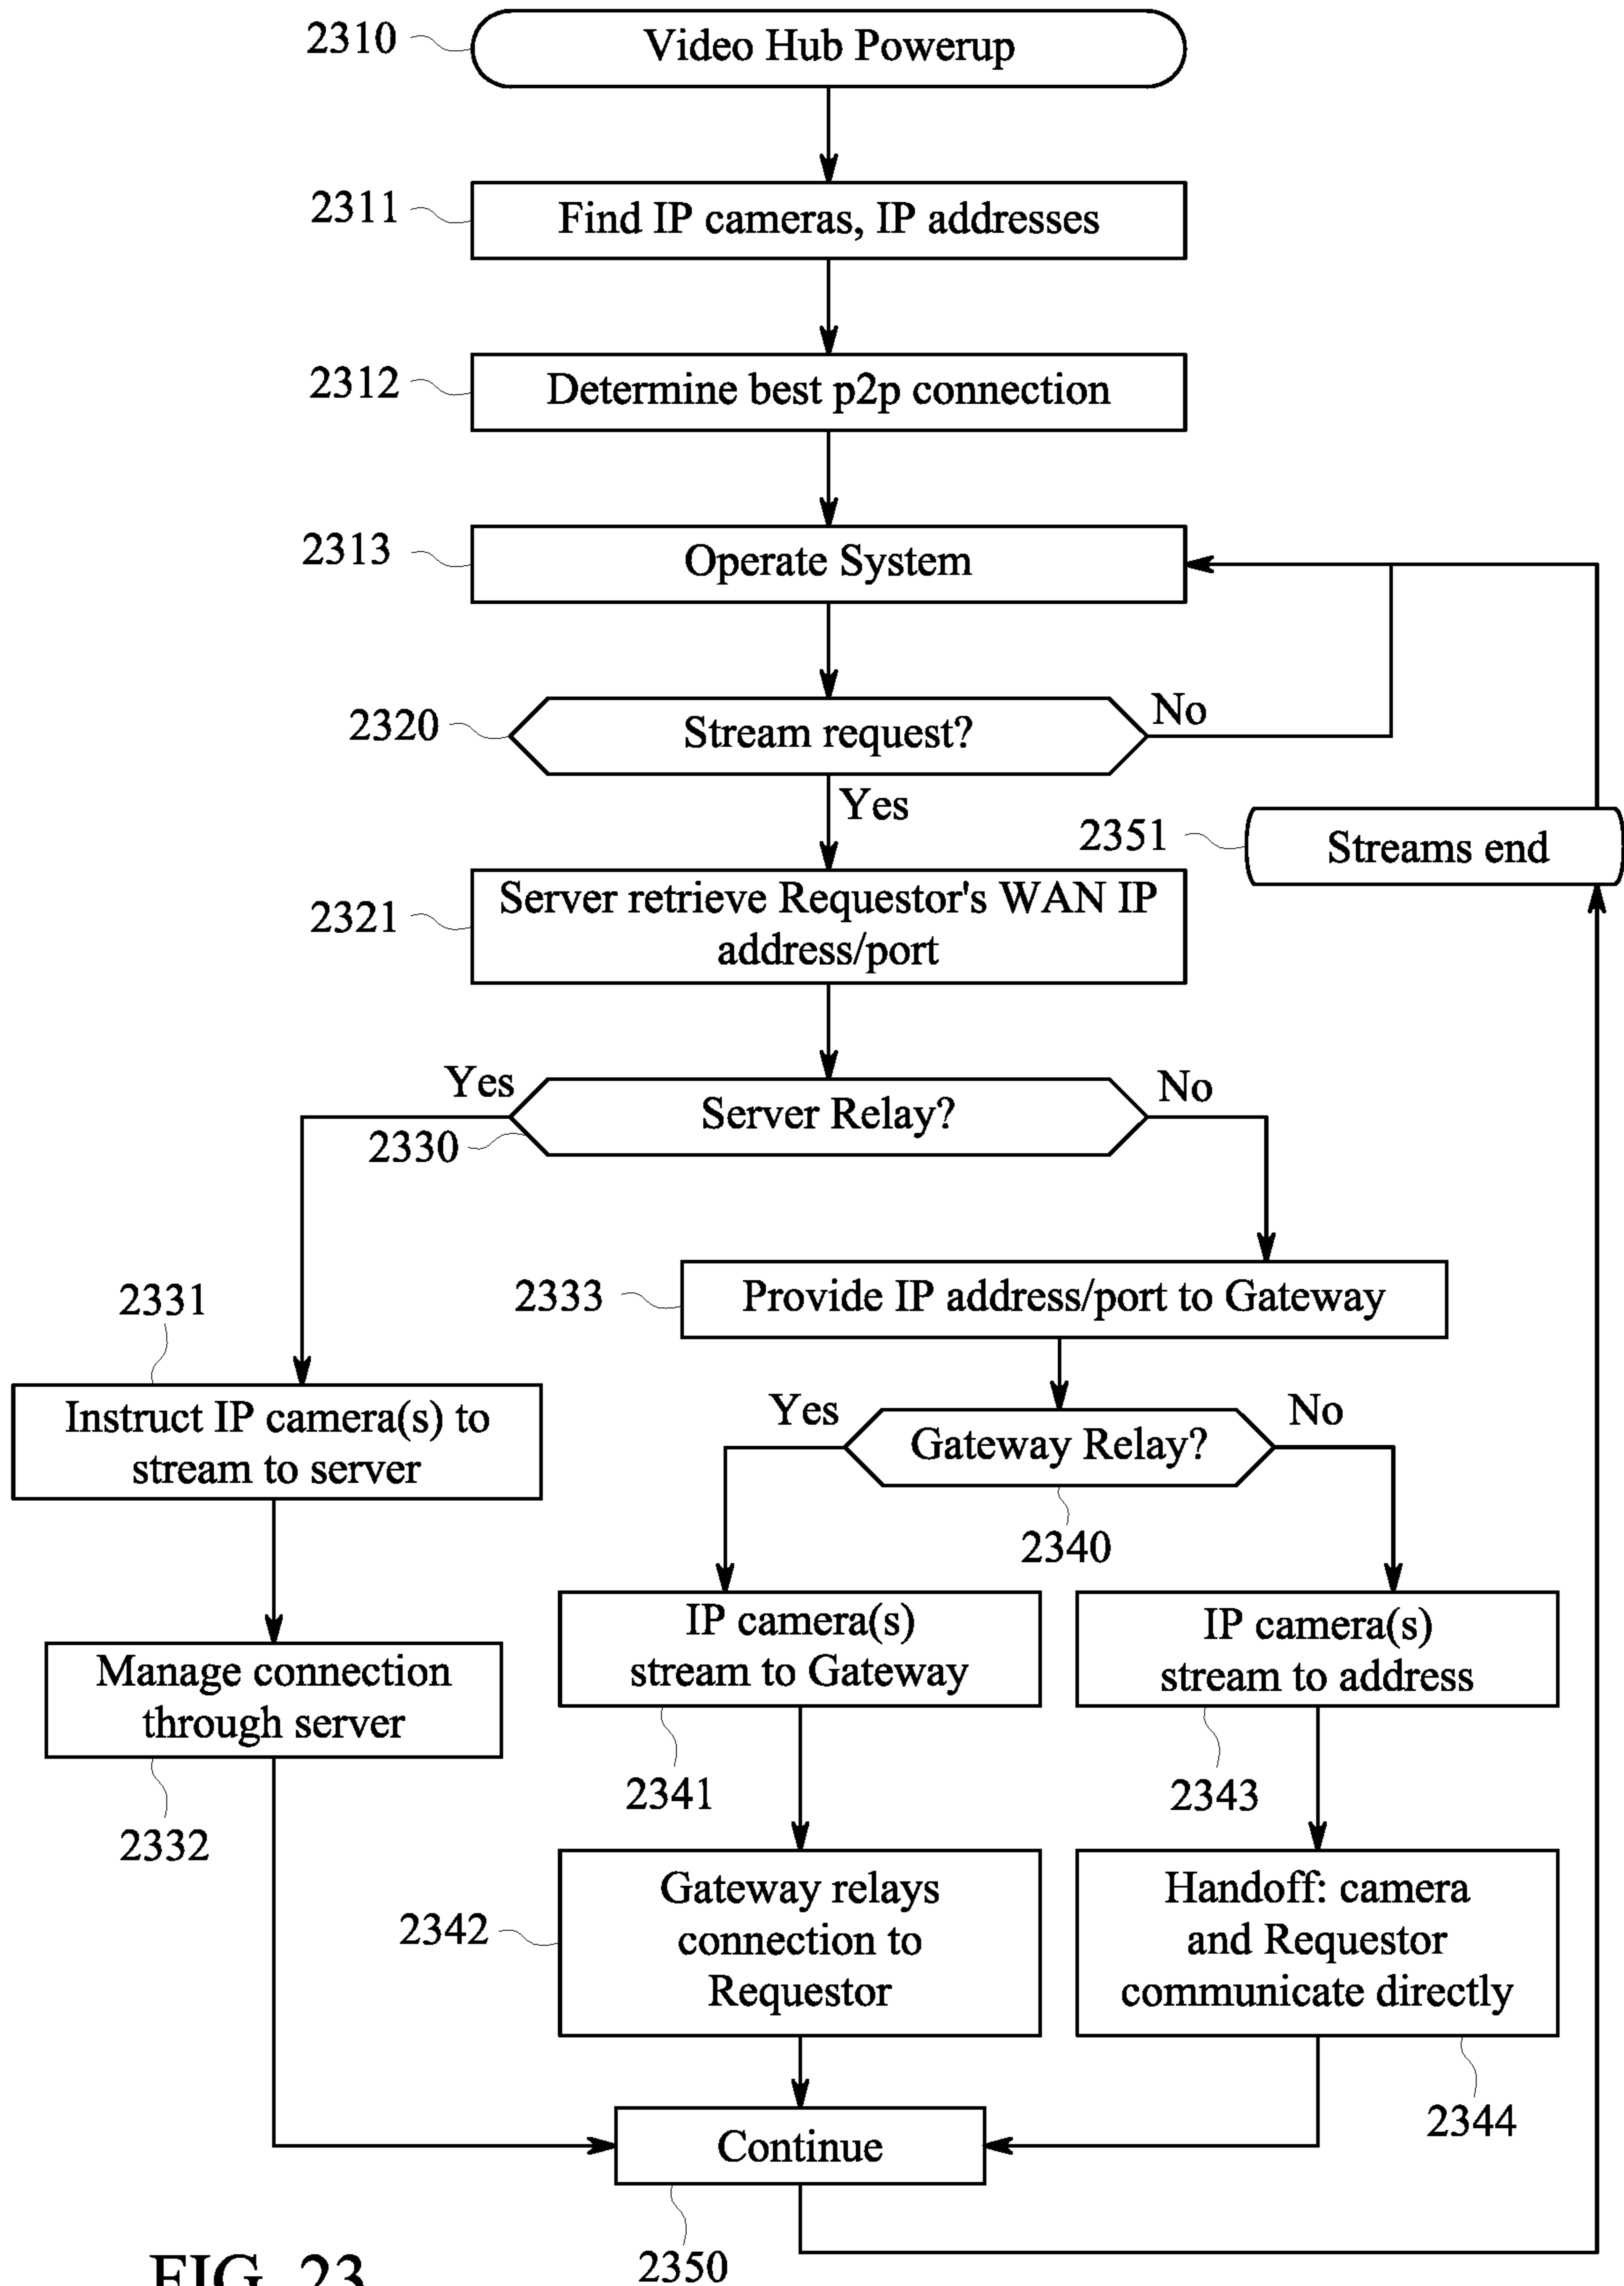 2310
Video Hub Powerup
2311
Find IP cameras, IP addresses
2312
Determine best p2p connection
2313
Operate System
2320
Stream request?
No
Yes
2351
Streams end
2321
Server retrieve Requestor's WAN IP
address/port
Yes
Server Relay?
No
2330
2331
2333
Provide IP address/port to Gateway
Instruct IP camera(s) to
stream to server
Yes
Gateway Relay?
No
2340
Manage connection
through server
2332
IP camera(s)
stream to Gateway
2341
IP camera(s)
stream to address
2343
2342
Gateway relays
connection to
Requestor
Handoff: camera
and Requestor
communicate directly
2344
Continue
2350
FIG. 23